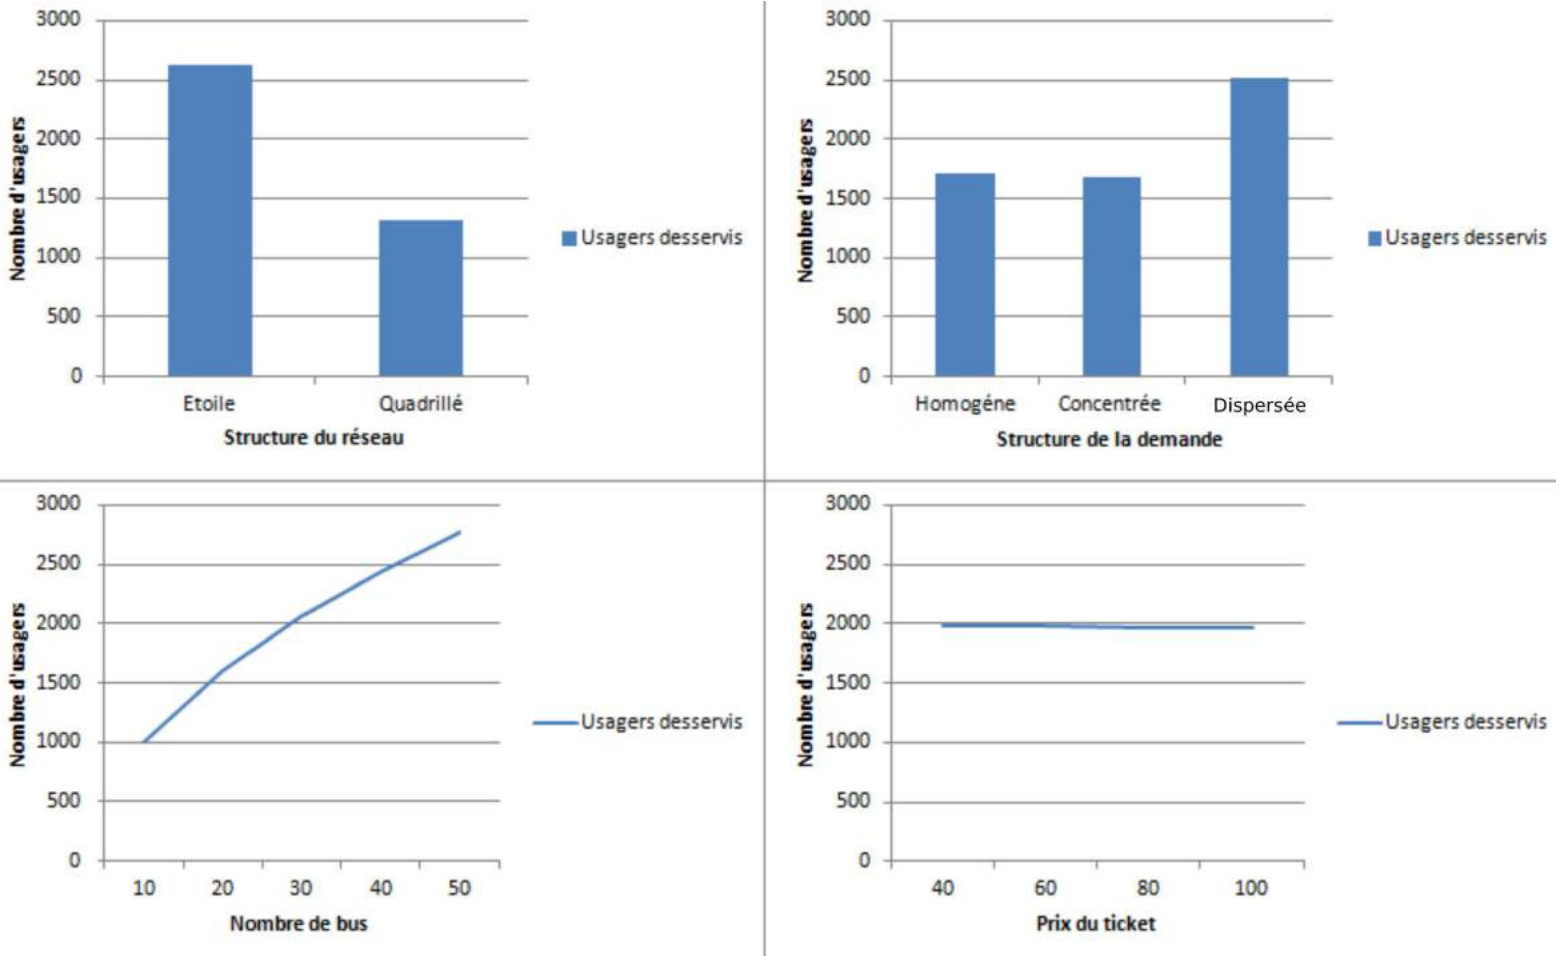 3000
2500
2000
1500
1000
500
0
Nombre d'usagers
Etoile Quadrillé
Structure du réseau
Usagers desservis
3000
2500
2000
1500
1000
500
0
Nombre d'usagers
Homogéne Concentrée Dispersée
Structure de la demande
Usagers desservis
3000
2500
2000
1500
1000
500
0
Nombre d'usagers
10 20 30 40 50
Nombre de bus
Usagers desservis
3000
2500
2000
1500
1000
500
0
Nombre d'usagers
40 60 80 100
Prix du ticket
Usagers desservis